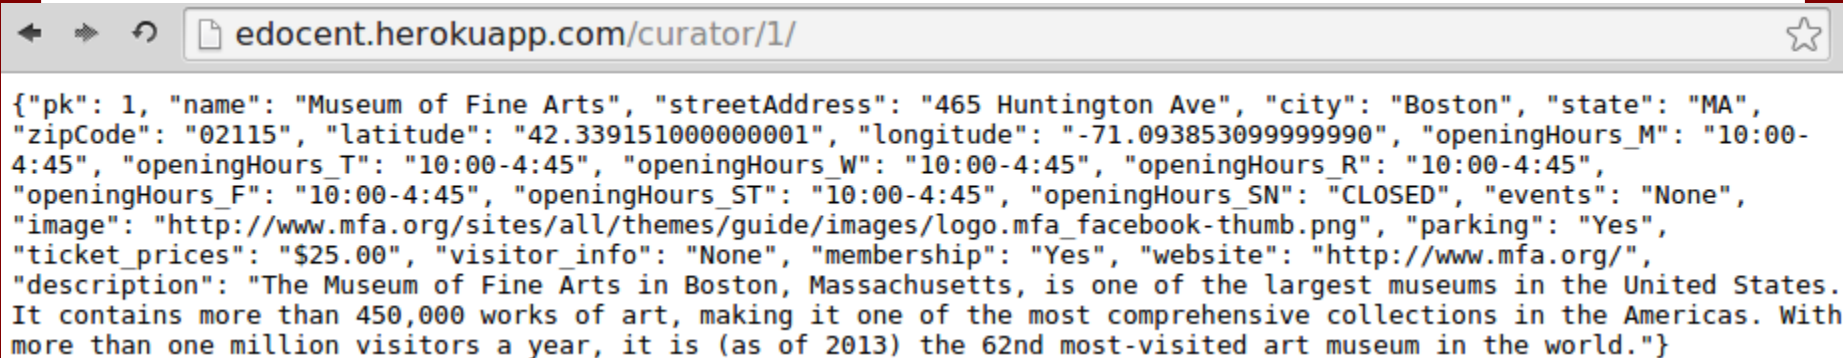 edocent.herokuapp.com/curator/1/
{"pk": 1, "name": "Museum of Fine Arts", "streetAddress": "465 Huntington Ave", "city": "Boston", "state": "MA",
"zipCode": "02115", "latitude": "42.339151000000001", "longitude": "-71.093853099999990", "openingHours_M": "10:00-
4:45", "openingHours_T": "10:00-4:45", "openingHours_W": "10:00-4:45", "openingHours_R": "10:00-4:45",
"openingHours_F": "10:00-4:45", "openingHours_ST": "10:00-4:45", "openingHours_SN": "CLOSED", "events": "None",
"image": "http://www.mfa.org/sites/all/themes/guide/images/logo.mfa_facebook-thumb.png", "parking": "Yes",
"ticket_prices": "$25.00", "visitor_info": "None", "membership": "Yes", "website": "http://www.mfa.org/",
"description": "The Museum of Fine Arts in Boston, Massachusetts, is one of the largest museums in the United States.
It contains more than 450,000 works of art, making it one of the most comprehensive collections in the Americas. With
more than one million visitors a year, it is (as of 2013) the 62nd most-visited art museum in the world."}